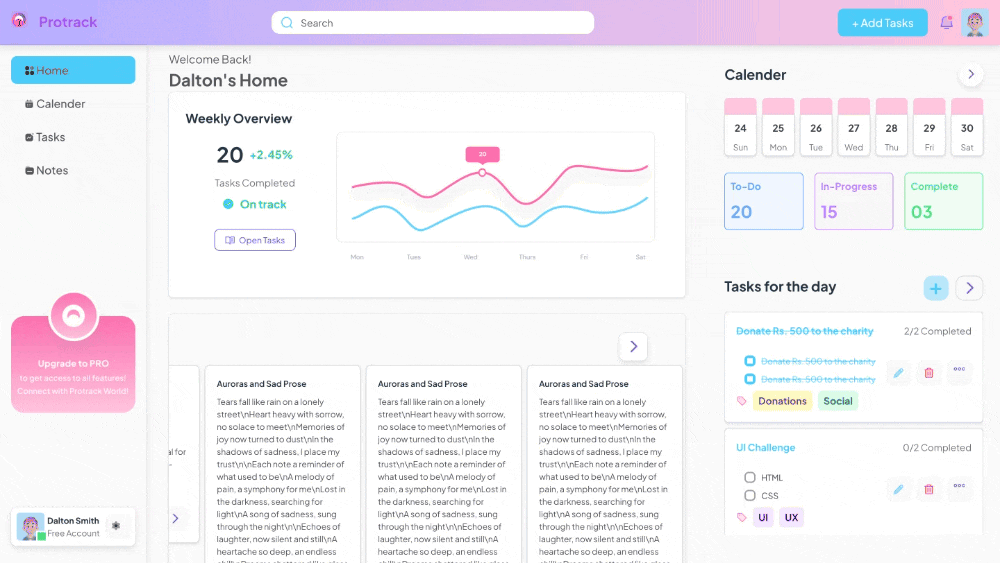 Protrack
Search
+ Add Tasks
Home
Calender
Tasks
Notes
Upgrade to PRO
to get access to all features!
Connect with Protrack World!
Dalton Smith
Free Account
Welcome Back!
Dalton's Home
Weekly Overview
20 +2.45%
Tasks Completed
On track
Open Tasks
20
Mon Tues Wed Thurs Fri Sat
al for
Auroras and Sad Prose
Tears fall like rain on a lonely
street\nHeart heavy with sorrow,
no solace to meet\nMemories of
joy now turned to dust\nIn the
shadows of sadness, I place my
trust\n\nEach note a reminder of
what used to be\nA melody of
pain, a symphony for me\nLost in
the darkness, searching for
light\nA song of sadness, sung
through the night\n\nEchoes of
laughter, now silent and still\nA
heartache so deep, an endless
Auroras and Sad Prose
Tears fall like rain on a lonely
street\nHeart heavy with sorrow,
no solace to meet\nMemories of
joy now turned to dust\nIn the
shadows of sadness, I place my
trust\n\nEach note a reminder of
what used to be\nA melody of
pain, a symphony for me\nLost in
the darkness, searching for
light\nA song of sadness, sung
through the night\n\nEchoes of
laughter, now silent and still\nA
heartache so deep, an endless
Auroras and Sad Prose
Tears fall like rain on a lonely
street\nHeart heavy with sorrow,
no solace to meet\nMemories of
joy now turned to dust\nIn the
shadows of sadness, I place my
trust\n\nEach note a reminder of
what used to be\nA melody of
pain, a symphony for me\nLost in
the darkness, searching for
light\nA song of sadness, sung
through the night\n\nEchoes of
laughter, now silent and still\nA
heartache so deep, an endless
Calender
24 25 26 27 28 29 30
Sun Mon Tue Wed Thu Fri Sat
To-Do In-Progress Complete
20 15 03
Tasks for the day
Donate Rs. 500 to the charity 2/2 Completed
Donate Rs. 500 to the charity
Donate Rs. 500 to the charity
Donations Social
UI Challenge 0/2 Completed
HTML
CSS
UI UX